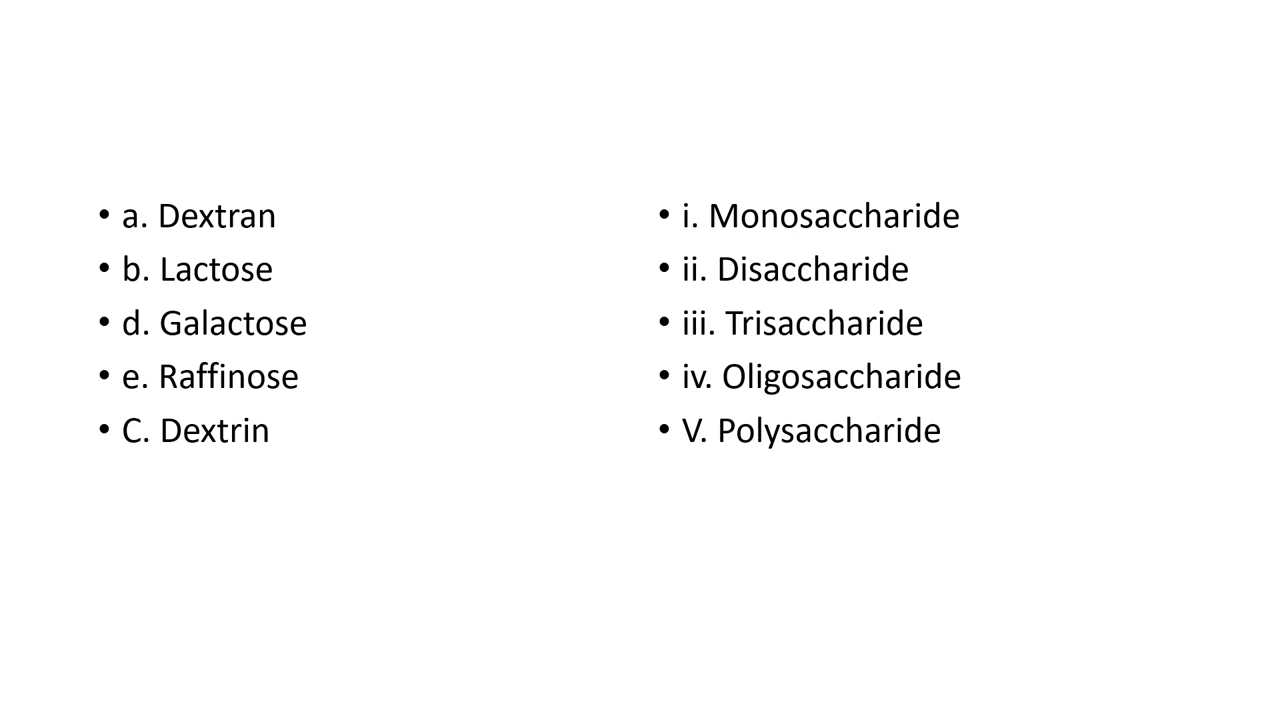 • a. Dextran
• b. Lactose
• d. Galactose
• e. Raffinose
• C. Dextrin
• i. Monosaccharide
• ii. Disaccharide
• iii. Trisaccharide
• iv. Oligosaccharide
• V. Polysaccharide